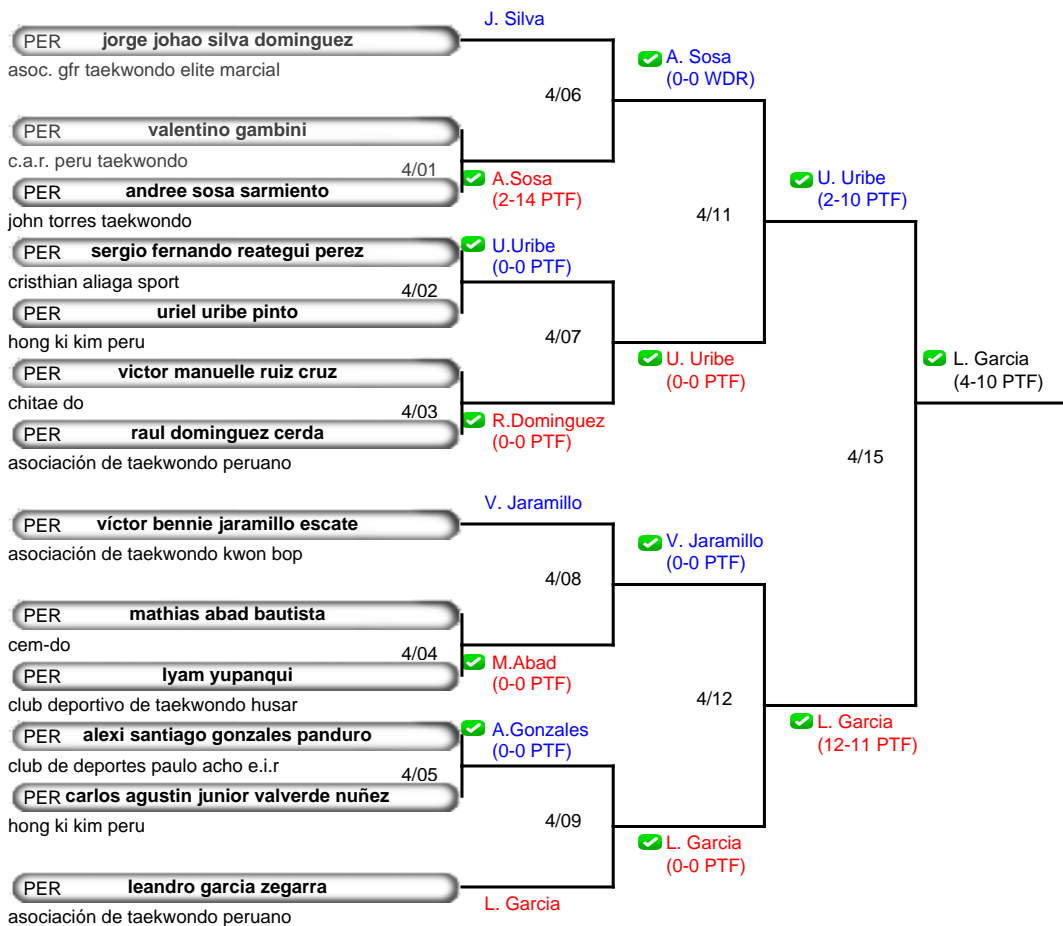 J. Silva
PER jorge johao silva dominguez
asoc. gfr taekwondo elite marcial
A. Sosa
(0-0 WDR)
4/06
PER valentino gambini
c.a.r. peru taekwondo
4/01
A.Sosa
(2-14 PTF)
PER andree sosa sarmiento
john torres taekwondo
U. Uribe
(2-10 PTF)
4/11
PER sergio fernando reategui perez
cristhian aliaga sport
U.Uribe
(0-0 PTF)
4/02
PER uriel uribe pinto
hong ki kim peru
4/07
PER victor manuelle ruiz cruz
chitae do
U. Uribe
(0-0 PTF)
L. Garcia
(4-10 PTF)
4/03
R.Dominguez
(0-0 PTF)
PER raul dominguez cerda
asociación de taekwondo peruano
4/15
V. Jaramillo
PER víctor bennie jaramillo escate
asociación de taekwondo kwon bop
V. Jaramillo
(0-0 PTF)
4/08
PER mathias abad bautista
cem-do
4/04
M.Abad
(0-0 PTF)
PER lyam yupanqui
club deportivo de taekwondo husar
4/12
L. Garcia
(12-11 PTF)
PER alexi santiago gonzales panduro
club de deportes paulo acho e.i.r
A.Gonzales
(0-0 PTF)
4/05
PER carlos agustin junior valverde nuñez
hong ki kim peru
4/09
L. Garcia
(0-0 PTF)
PER leandro garcia zegarra
L. Garcia
asociación de taekwondo peruano